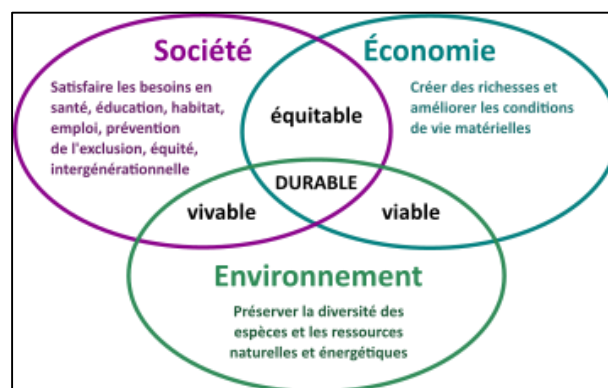 Société
Satisfaire les besoins en
santé, éducation, habitat,
emploi, prévention
de l'exclusion, équité,
intergénérationnelle
Économie
Créer des richesses et
améliorer les conditions
de vie matérielles
équitable
DURABLE
vivable
viable
Environnement
Préserver la diversité des
espèces et les ressources
naturelles et énergétiques